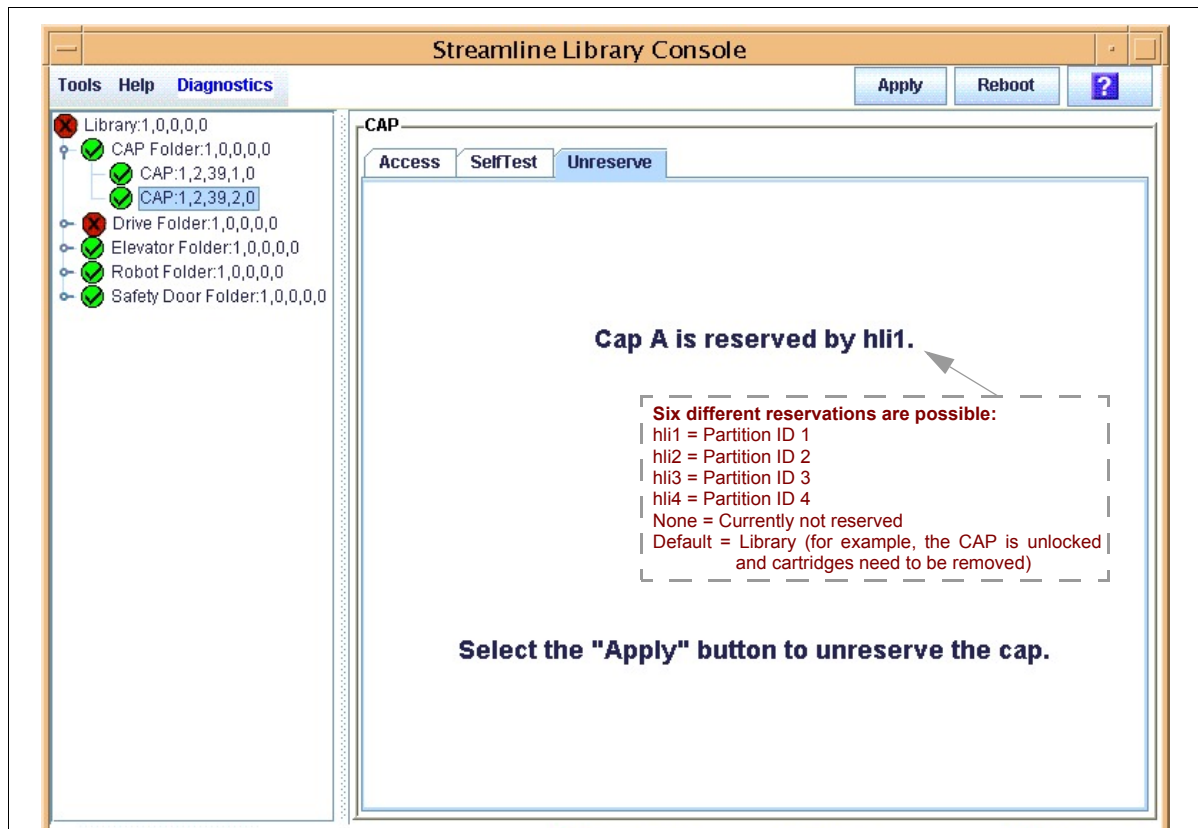 Streamline Library Console
Tools Help Diagnostics
Apply Reboot ?
Library:1,0,0,0,0
CAP Folder:1,0,0,0,0
CAP:1,2,39,1,0
CAP:1,2,39,2,0
Drive Folder:1,0,0,0,0
Elevator Folder:1,0,0,0,0
Robot Folder:1,0,0,0,0
Safety Door Folder:1,0,0,0,0
CAP
Access SelfTest Unreserve
Cap A is reserved by hli1.
Six different reservations are possible:
hli1 = Partition ID 1
hli2 = Partition ID 2
hli3 = Partition ID 3
hli4 = Partition ID 4
None = Currently not reserved
Default = Library (for example, the CAP is unlocked
and cartridges need to be removed)
Select the "Apply" button to unreserve the cap.